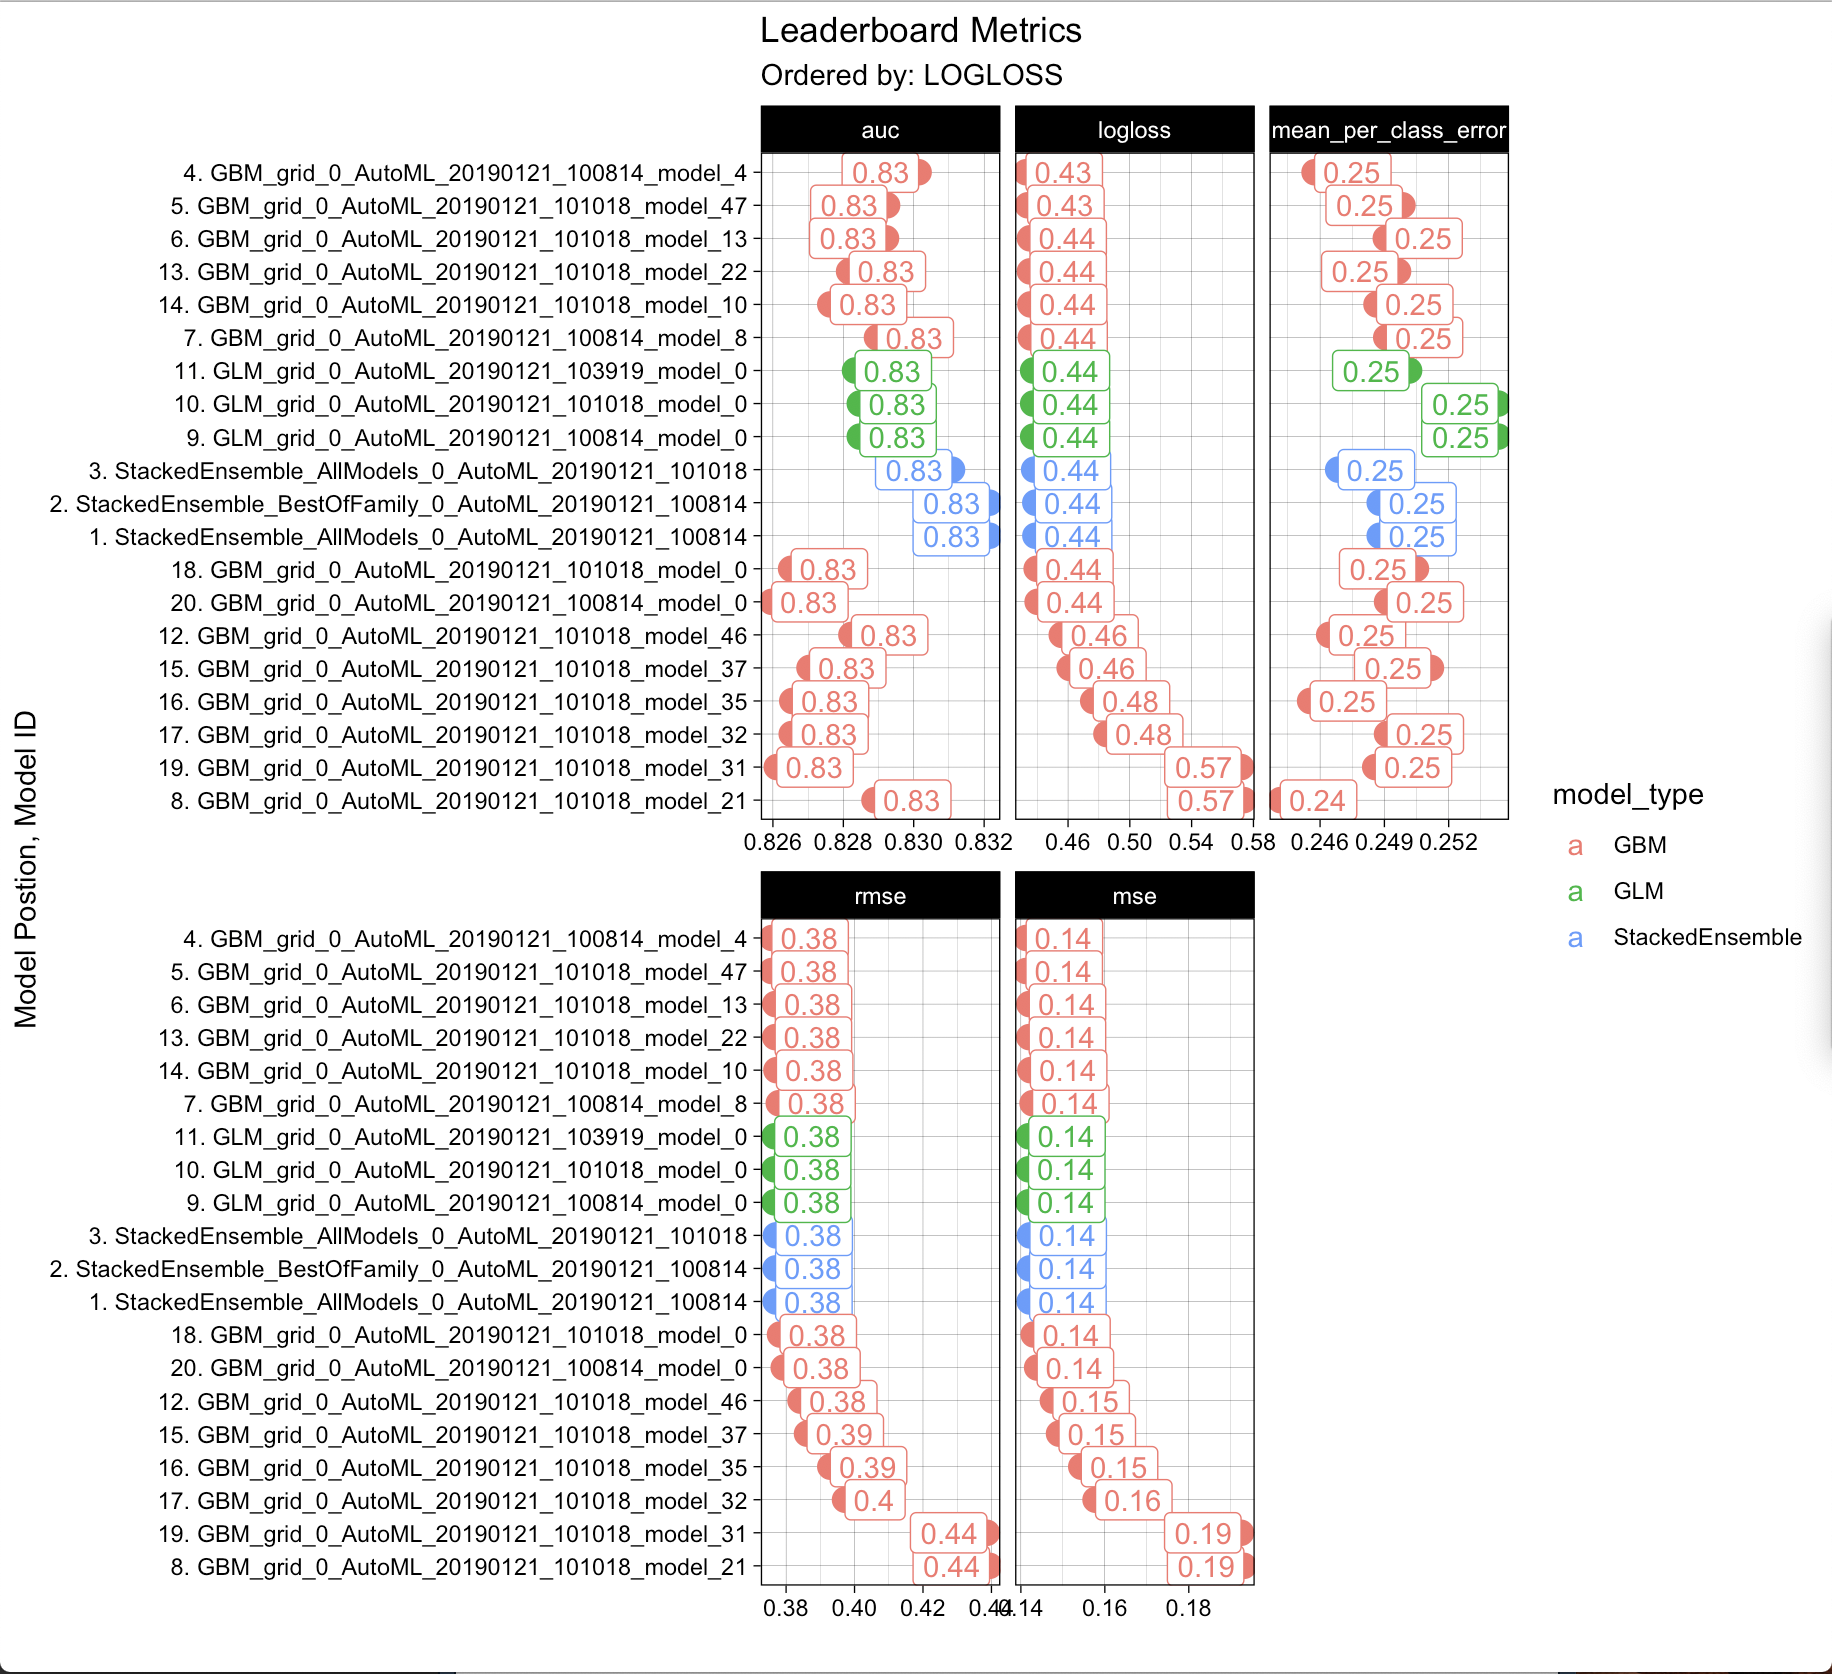 Leaderboard Metrics
Ordered by: LOGLOSS
auc logloss mean_per_class_error
4. GBM_grid_0_AutoML_20190121_100814_model_4 0.83 0.43 0.25
5. GBM_grid_0_AutoML_20190121_101018_model_47 0.83 0.43 0.25
6. GBM_grid_0_AutoML_20190121_101018_model_13 0.83 0.44 0.25
13. GBM_grid_0_AutoML_20190121_101018_model_22 0.83 0.44 0.25
14. GBM_grid_0_AutoML_20190121_101018_model_10 0.83 0.44 0.25
7. GBM_grid_0_AutoML_20190121_100814_model_8 0.83 0.44 0.25
11. GLM_grid_0_AutoML_20190121_103919_model_0 0.83 0.44 0.25
10. GLM_grid_0_AutoML_20190121_101018_model_0 0.83 0.44 0.25
9. GLM_grid_0_AutoML_20190121_100814_model_0 0.83 0.44 0.25
3. StackedEnsemble_AllModels_0_AutoML_20190121_101018 0.83 0.44 0.25
2. StackedEnsemble_BestOfFamily_0_AutoML_20190121_100814 0.83 0.44 0.25
1. StackedEnsemble_AllModels_0_AutoML_20190121_100814 0.83 0.44 0.25
18. GBM_grid_0_AutoML_20190121_101018_model_0 0.83 0.44 0.25
20. GBM_grid_0_AutoML_20190121_100814_model_0 0.83 0.44 0.25
12. GBM_grid_0_AutoML_20190121_101018_model_46 0.83 0.46 0.25
15. GBM_grid_0_AutoML_20190121_101018_model_37 0.83 0.46 0.25
16. GBM_grid_0_AutoML_20190121_101018_model_35 0.83 0.48 0.25
17. GBM_grid_0_AutoML_20190121_101018_model_32 0.83 0.48 0.25
19. GBM_grid_0_AutoML_20190121_101018_model_31 0.83 0.57 0.25
8. GBM_grid_0_AutoML_20190121_101018_model_21 0.83 0.57 0.24
0.826 0.828 0.830 0.832 0.46 0.50 0.54 0.58 0.246 0.249 0.252
rmse mse
4. GBM_grid_0_AutoML_20190121_100814_model_4 0.38 0.14
5. GBM_grid_0_AutoML_20190121_101018_model_47 0.38 0.14
6. GBM_grid_0_AutoML_20190121_101018_model_13 0.38 0.14
13. GBM_grid_0_AutoML_20190121_101018_model_22 0.38 0.14
14. GBM_grid_0_AutoML_20190121_101018_model_10 0.38 0.14
7. GBM_grid_0_AutoML_20190121_100814_model_8 0.38 0.14
11. GLM_grid_0_AutoML_20190121_103919_model_0 0.38 0.14
10. GLM_grid_0_AutoML_20190121_101018_model_0 0.38 0.14
9. GLM_grid_0_AutoML_20190121_100814_model_0 0.38 0.14
3. StackedEnsemble_AllModels_0_AutoML_20190121_101018 0.38 0.14
2. StackedEnsemble_BestOfFamily_0_AutoML_20190121_100814 0.38 0.14
1. StackedEnsemble_AllModels_0_AutoML_20190121_100814 0.38 0.14
18. GBM_grid_0_AutoML_20190121_101018_model_0 0.38 0.14
20. GBM_grid_0_AutoML_20190121_100814_model_0 0.38 0.14
12. GBM_grid_0_AutoML_20190121_101018_model_46 0.38 0.15
15. GBM_grid_0_AutoML_20190121_101018_model_37 0.39 0.15
16. GBM_grid_0_AutoML_20190121_101018_model_35 0.39 0.15
17. GBM_grid_0_AutoML_20190121_101018_model_32 0.4 0.16
19. GBM_grid_0_AutoML_20190121_101018_model_31 0.44 0.19
8. GBM_grid_0_AutoML_20190121_101018_model_21 0.44 0.19
0.38 0.40 0.42 0.44 0.14 0.16 0.18
Model Postion, Model ID
model_type
a GBM
a GLM
a StackedEnsemble